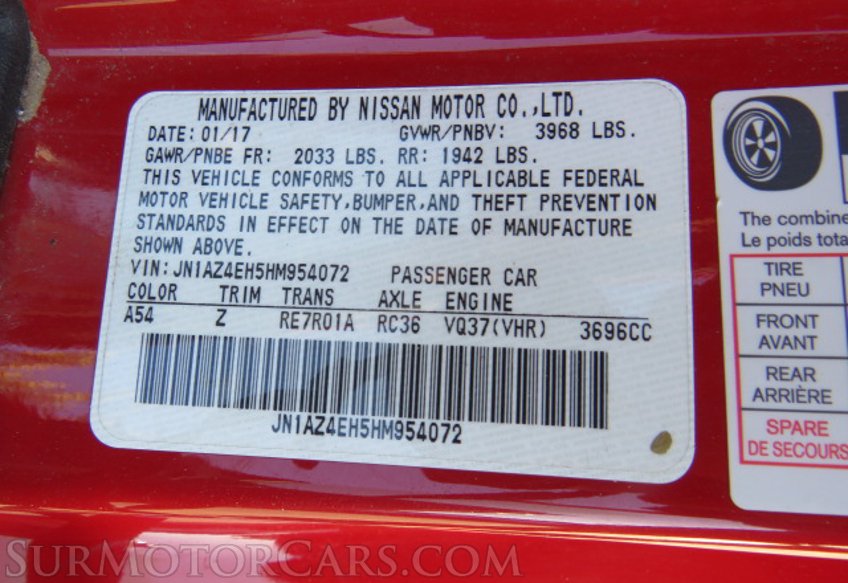 MANUFACTURED BY NISSAN MOTOR CO.,LTD.
DATE: 01/17 GVWR/PNBV: 3968 LBS.
GAWR/PNBE FR: 2033 LBS. RR: 1942 LBS.
THIS VEHICLE CONFORMS TO ALL APPLICABLE FEDERAL
MOTOR VEHICLE SAFETY,BUMPER,AND THEFT PREVENTION
STANDARDS IN EFFECT ON THE DATE OF MANUFACTURE
SHOWN ABOVE.
VIN:JN1AZ4EH5HM954072 PASSENGER CAR
COLOR TRIM TRANS AXLE ENGINE
A54 Z RE7R01A RC36 VQ37(VHR) 3696CC
JN1AZ4EH5HM954072
The combine
Le poids tota
TIRE
PNEU
FRONT
AVANT
REAR
ARRIÈRE
SPARE
DE SECOURS
SURMOTORCARS.COM